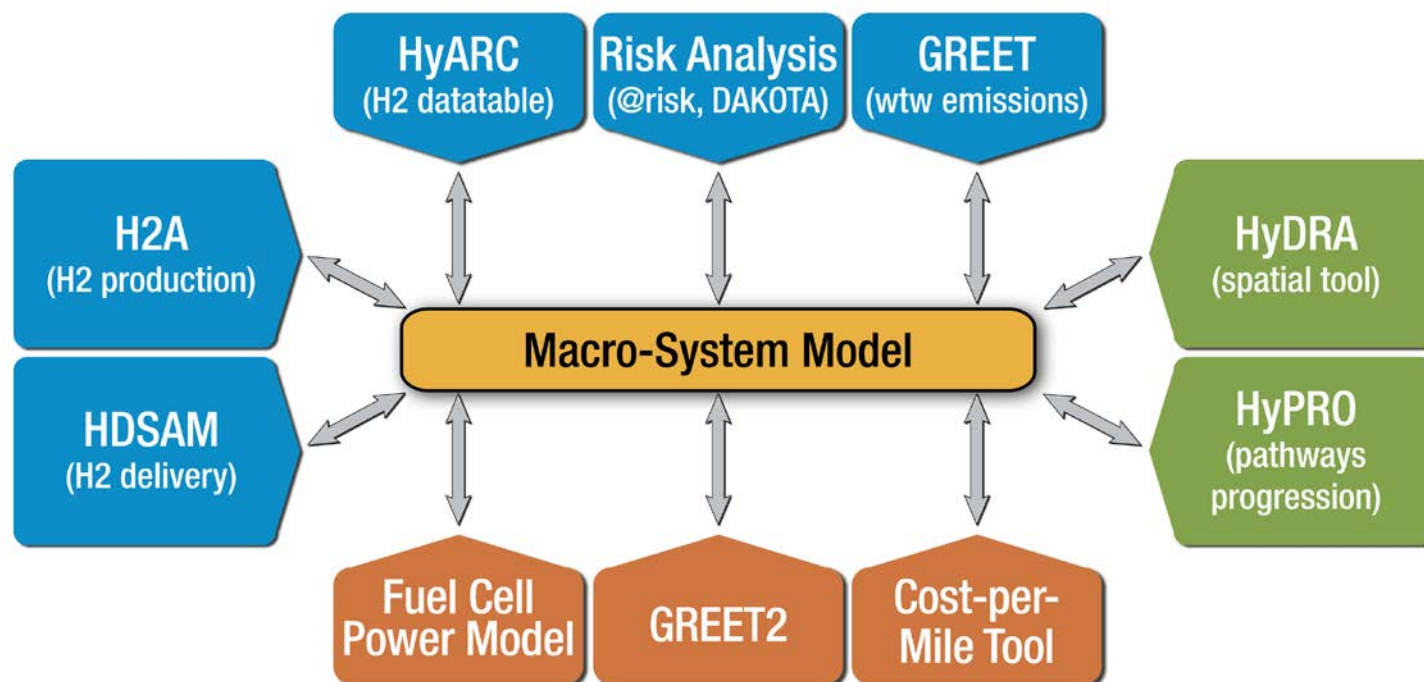 HyARC
(H2 datatable)
Risk Analysis
(@risk, DAKOTA)
GREET
(wtw emissions)
H2A
(H2 production)
HyDRA
(spatial tool)
Macro-System Model
HDSAM
(H2 delivery)
HyPRO
(pathways
progression)
Fuel Cell
Power Model
GREET2
Cost-per-
Mile Tool